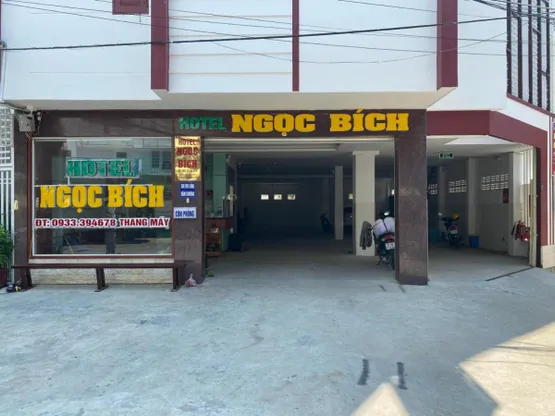 HOTEL NGỌC BÍCH
HOTEL
NGỌC BÍCH
ĐT: 0933.394678 THANG MÁY
HOTEL
NGỌC
BÍCH
CÒN PHÒNG